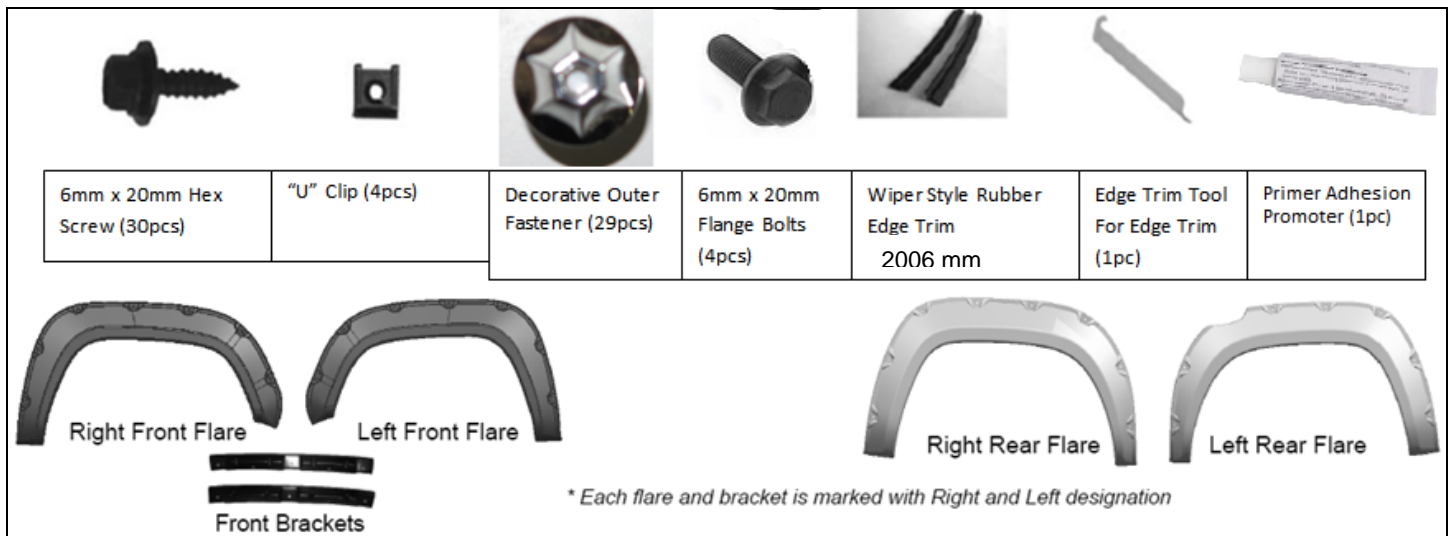 6mm x 20mm Hex
Screw (30pcs)
“U” Clip (4pcs)
Decorative Outer
Fastener (29pcs)
6mm x 20mm
Flange Bolts
(4pcs)
Wiper Style Rubber
Edge Trim
2006 mm
Edge Trim Tool
For Edge Trim
(1pc)
Primer Adhesion
Promoter (1pc)
Right Front Flare
Left Front Flare
Right Rear Flare
Left Rear Flare
Front Brackets
* Each flare and bracket is marked with Right and Left designation